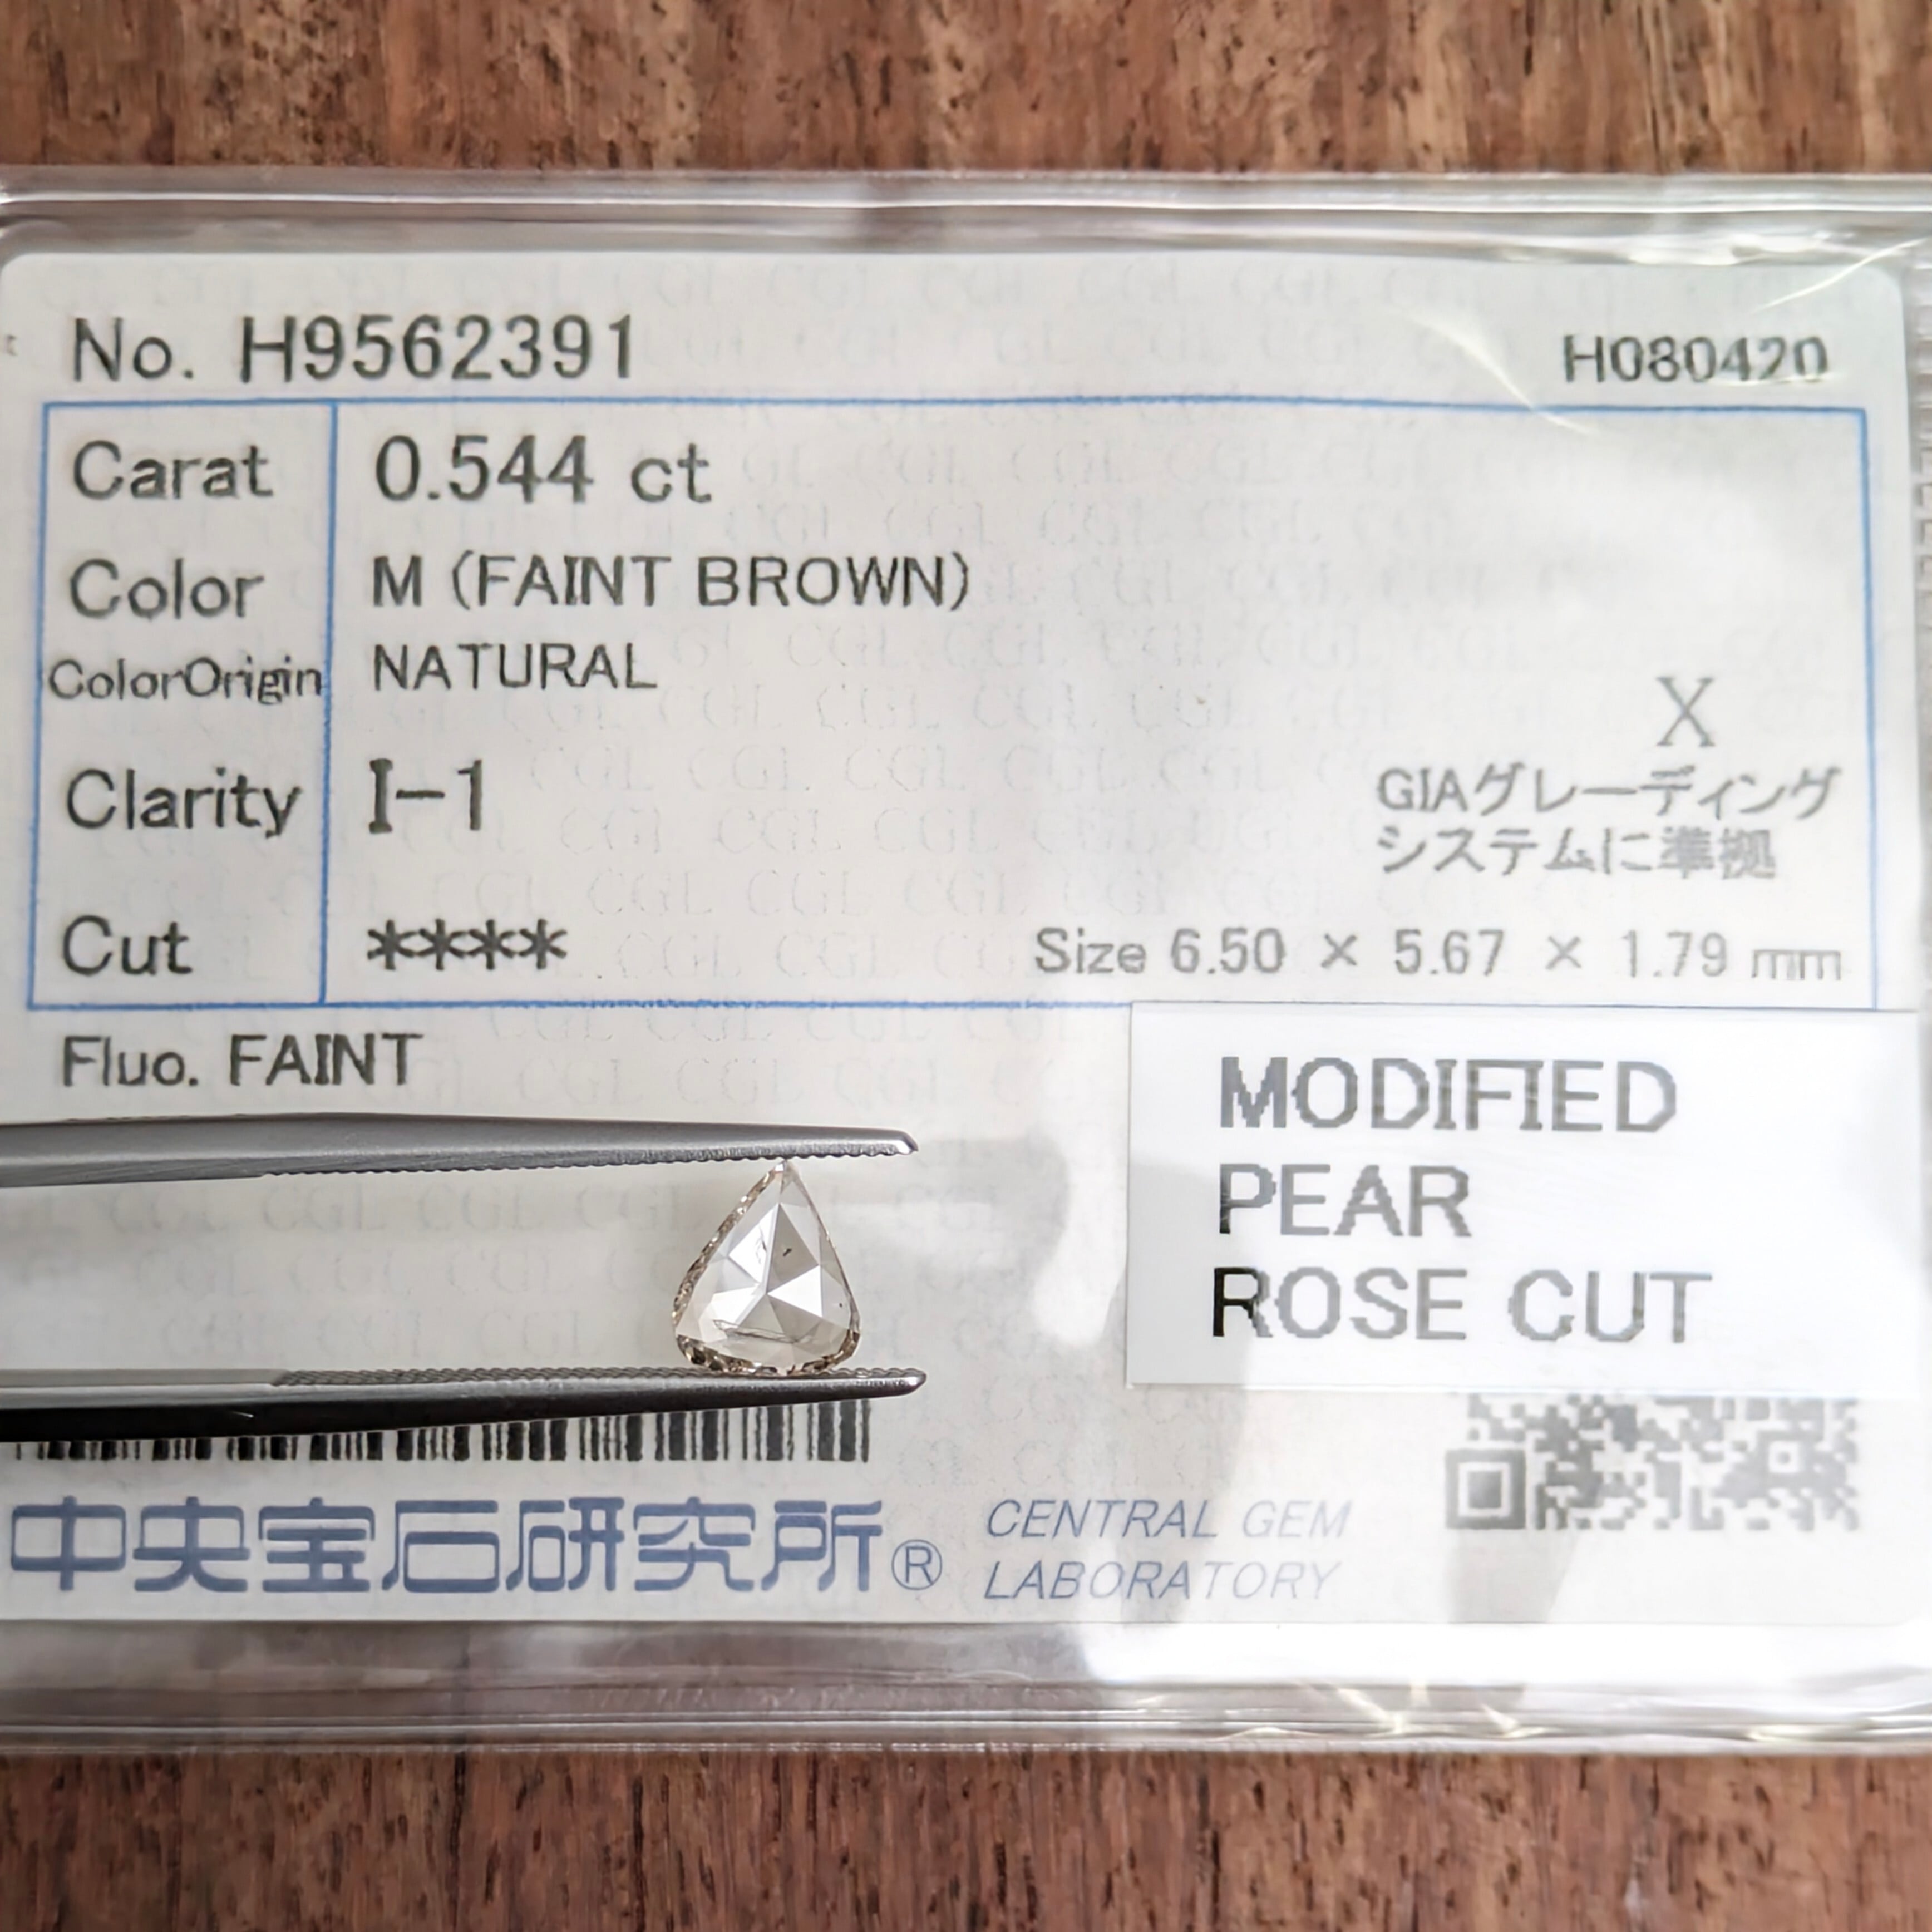 No. H9562391
H080420
Carat 0.544 ct
Color M (FAINT BROWN)
ColorOrigin NATURAL
X
Clarity I-1
GIAグレーディング
システムに準拠
Cut ****
Size 6.50 × 5.67 × 1.79 mm
Fluo. FAINT
MODIFIED
PEAR
ROSE CUT
中央宝石研究所®
CENTRAL GEM
LABORATORY